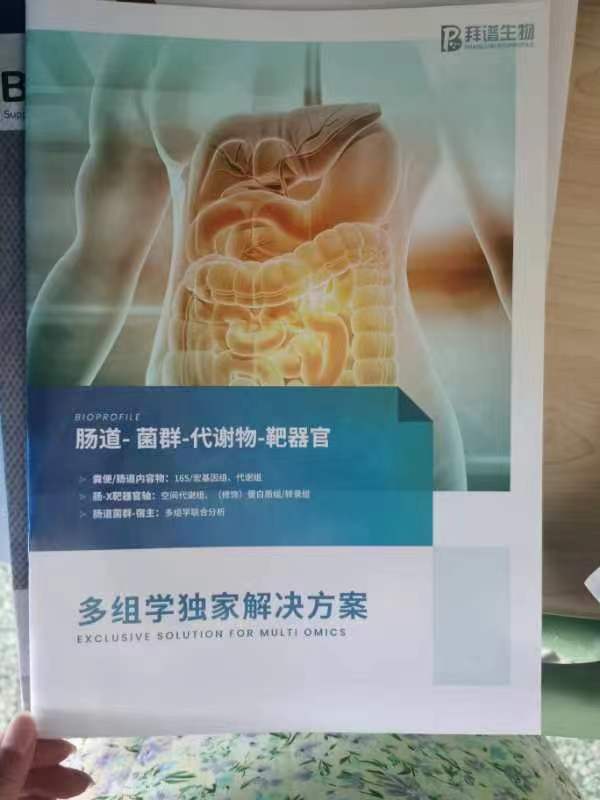 拜谱生物
B
Supp
BIOPROFILE
肠道- 菌群-代谢物-靶器官
粪便/肠道内容物：16S/宏基因组、代谢组
肠-X靶器官轴：空间代谢组、（修饰）蛋白质组/转录组
肠道菌群-宿主：多组学联合分析
多组学独家解决方案
EXCLUSIVE SOLUTION FOR MULTI OMICS